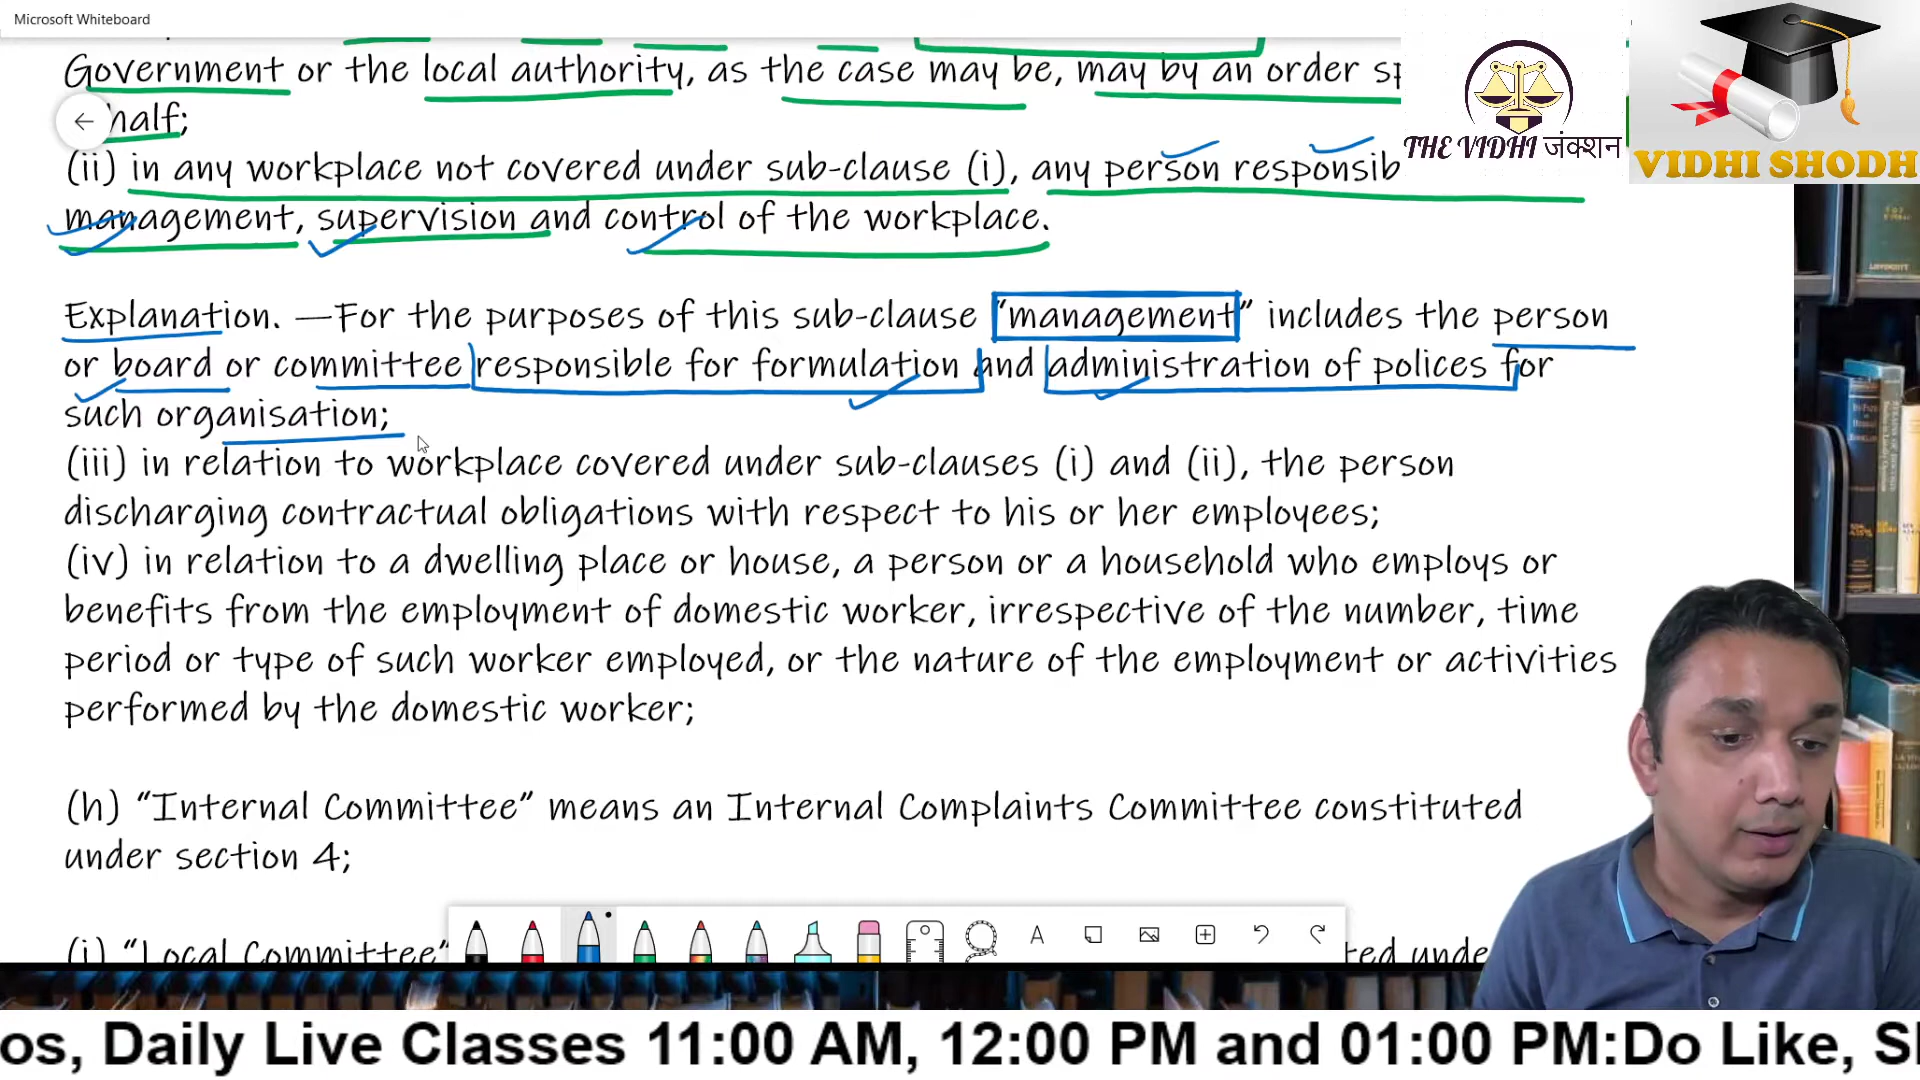 Microsoft Whiteboard
Government or the local authority, as the case may be, may by an order
half;
(ii) in any workplace not covered under sub-clause (i), any person
management, supervision and control of the workplace.
THE VIDHI जंक्शन
VIDHI SHODH
Explanation. —For the purposes of this sub-clause "management" includes the person
or board or committee responsible for formulation and administration of polices for
such organisation;
(iii) in relation to workplace covered under sub-clauses (i) and (ii), the person
discharging contractual obligations with respect to his or her employees;
(iv) in relation to a dwelling place or house, a person or a household who employs or
benefits from the employment of domestic worker, irrespective of the number, time
period or type of such worker employed, or the nature of the employment or activities
performed by the domestic worker;
(h) "Internal Committee" means an Internal Complaints Committee constituted
under section 4;
(i) "Local Committee" under
os, Daily Live Classes 11:00 AM, 12:00 PM and 01:00 PM:Do Like,